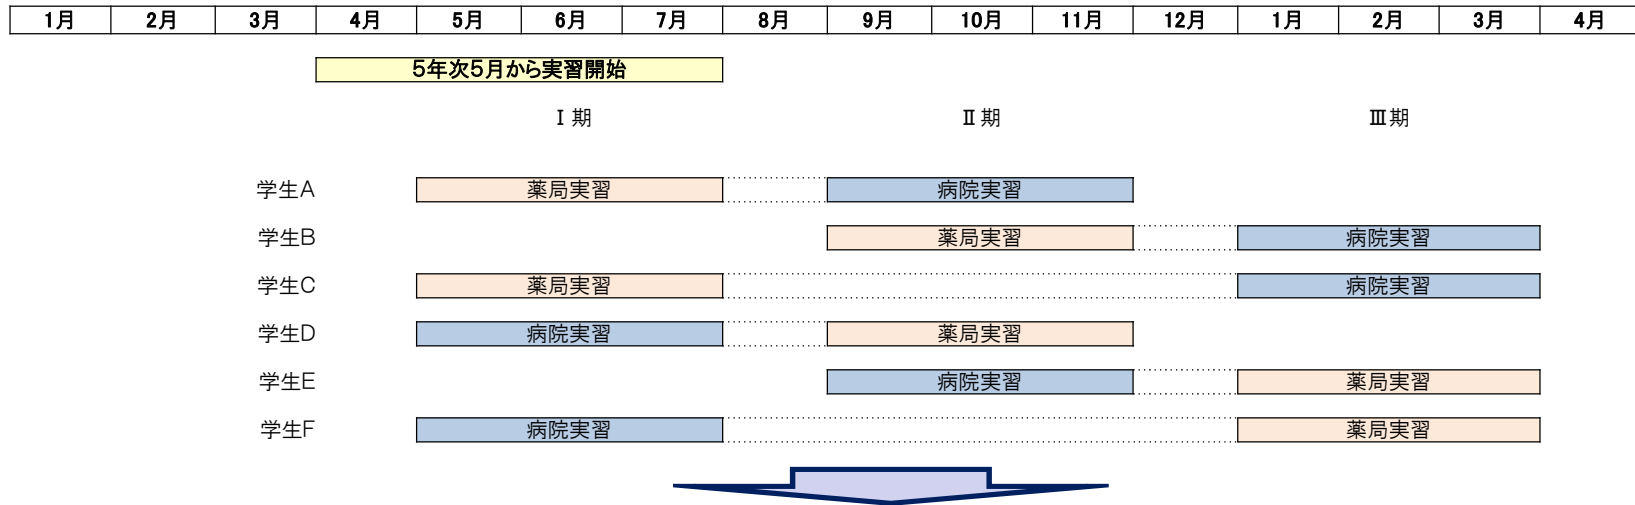 1月 2月 3月 4月 5月 6月 7月 8月 9月 10月 11月 12月 1月 2月 3月 4月
５年次５月から実習開始
Ⅰ期 Ⅱ期 Ⅲ期
学生A 薬局実習 病院実習
学生B 薬局実習 病院実習
学生C 薬局実習 病院実習
学生D 病院実習 薬局実習
学生E 病院実習 薬局実習
学生F 病院実習 薬局実習